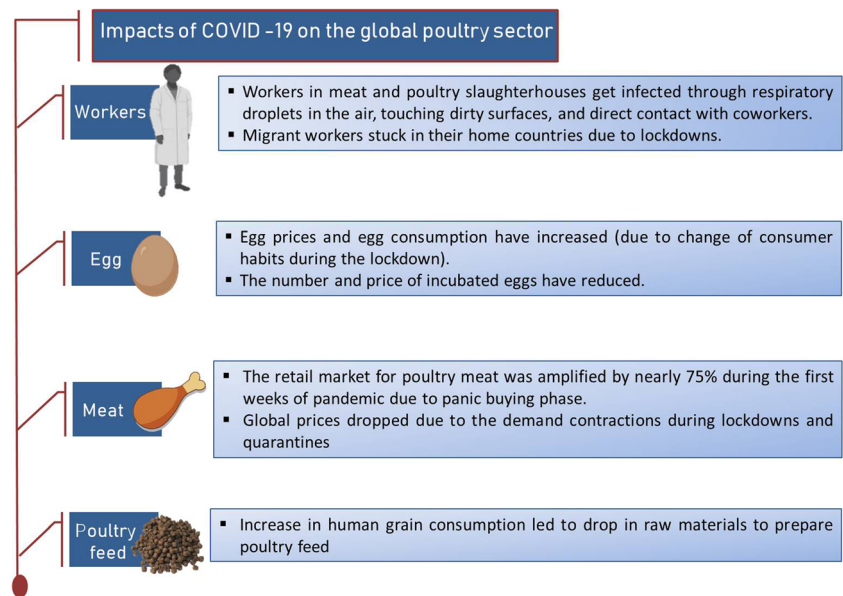 Impacts of COVID -19 on the global poultry sector
Workers
▪ Workers in meat and poultry slaughterhouses get infected through respiratory
droplets in the air, touching dirty surfaces, and direct contact with coworkers.
▪ Migrant workers stuck in their home countries due to lockdowns.
Egg
▪ Egg prices and egg consumption have increased (due to change of consumer
habits during the lockdown).
▪ The number and price of incubated eggs have reduced.
Meat
▪ The retail market for poultry meat was amplified by nearly 75% during the first
weeks of pandemic due to panic buying phase.
▪ Global prices dropped due to the demand contractions during lockdowns and
quarantines
Poultry
feed
▪ Increase in human grain consumption led to drop in raw materials to prepare
poultry feed